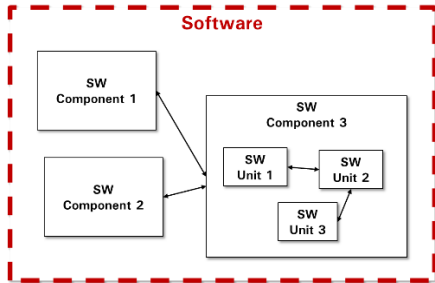 Software
SW
Component 1
SW
Component 2
SW
Component 3
SW
Unit 1
SW
Unit 2
SW
Unit 3